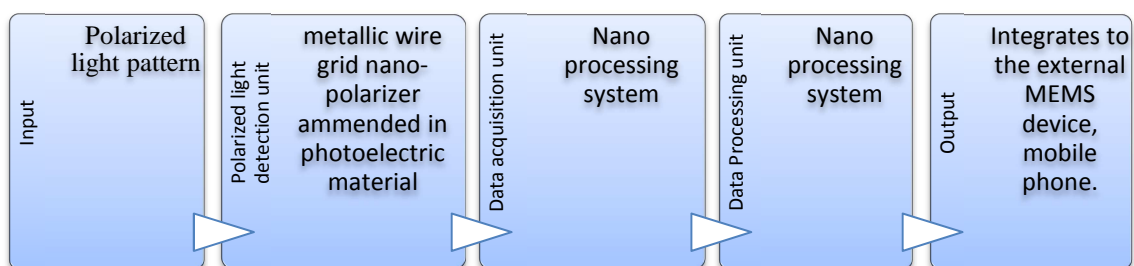 Input
Polarized
light pattern
Polarized light
detection unit
metallic wire
grid nano-
polarizer
ammended in
photoelectric
material
Data acquisition unit
Nano
processing
system
Data Processing unit
Nano
processing
system
Output
Integrates to
the external
MEMS
device,
mobile
phone.